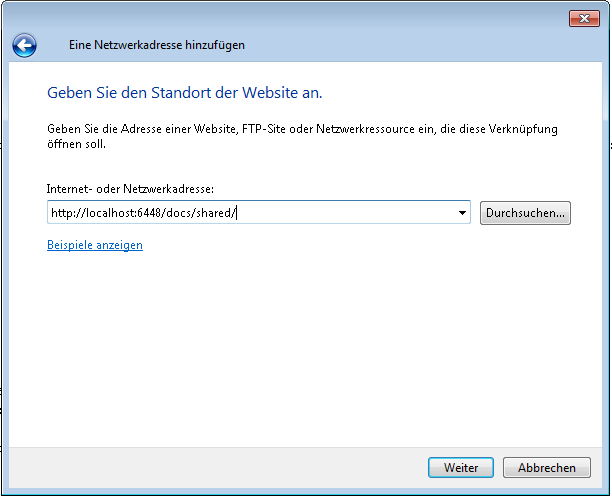 Eine Netzwerkadresse hinzufügen
Geben Sie den Standort der Website an.
Geben Sie die Adresse einer Website, FTP-Site oder Netzwerkressource ein, die diese Verknüpfung
öffnen soll.
Internet- oder Netzwerkadresse:
http://localhost:6448/docs/shared/
Durchsuchen...
Beispiele anzeigen
Weiter
Abbrechen